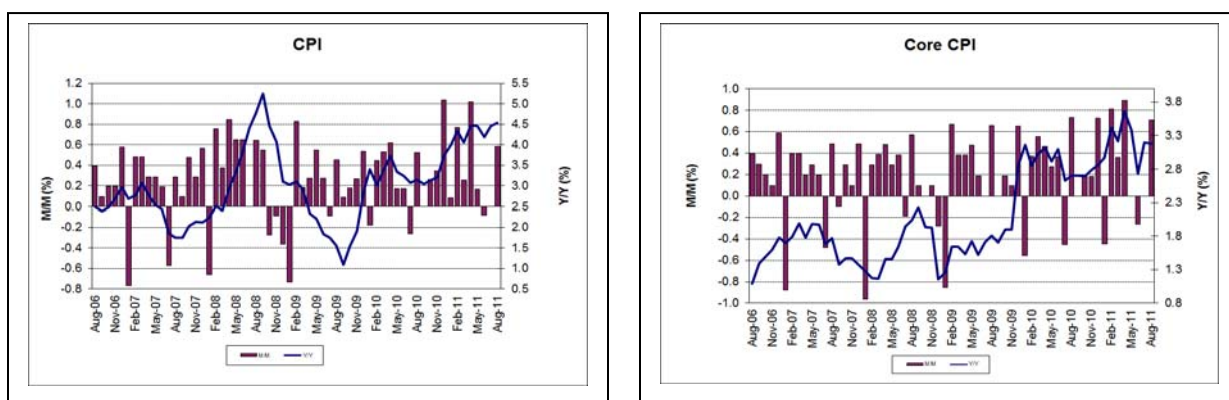 CPI
M/M (%)
1.2
1.0
0.8
0.6
0.4
0.2
0.0
-0.2
-0.4
-0.6
-0.8
5.5
5.0
4.5
4.0
3.5
3.0
2.5
2.0
1.5
1.0
0.5
Y/Y (%)
Aug-06
Nov-06
Feb-07
May-07
Aug-07
Nov-07
Feb-08
May-08
Aug-08
Nov-08
Feb-09
May-09
Aug-09
Nov-09
Feb-10
May-10
Aug-10
Nov-10
Feb-11
May-11
Aug-11
M/M Y/Y
Core CPI
M/M (%)
1.0
0.8
0.6
0.4
0.2
0.0
-0.2
-0.4
-0.6
-0.8
-1.0
3.8
3.3
2.8
2.3
1.8
1.3
0.8
Y/Y (%)
Aug-06
Nov-06
Feb-07
May-07
Aug-07
Nov-07
Feb-08
May-08
Aug-08
Nov-08
Feb-09
May-09
Aug-09
Nov-09
Feb-10
May-10
Aug-10
Nov-10
Feb-11
May-11
Aug-11
M/M Y/Y